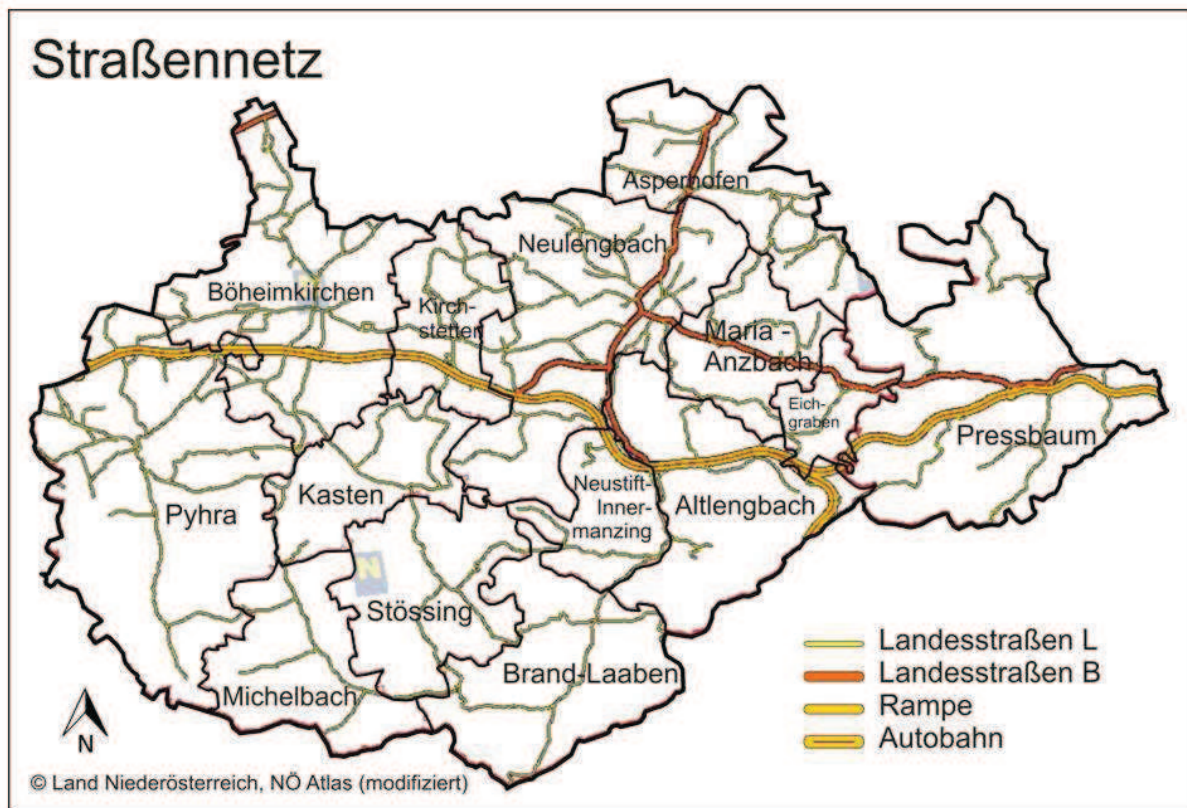 Straßennetz
Asperhofen
Neulengbach
Böheimkirchen
Kirch-
stetten
Maria -
Anzbach
Eich-
graben
Pressbaum
Kasten
Neustift-
Inner-
manzing
Altlengbach
Pyhra
N
Stössing
Brand-Laaben
Michelbach
Landesstraßen L
Landesstraßen B
Rampe
Autobahn
N
© Land Niederösterreich, NÖ Atlas (modifiziert)